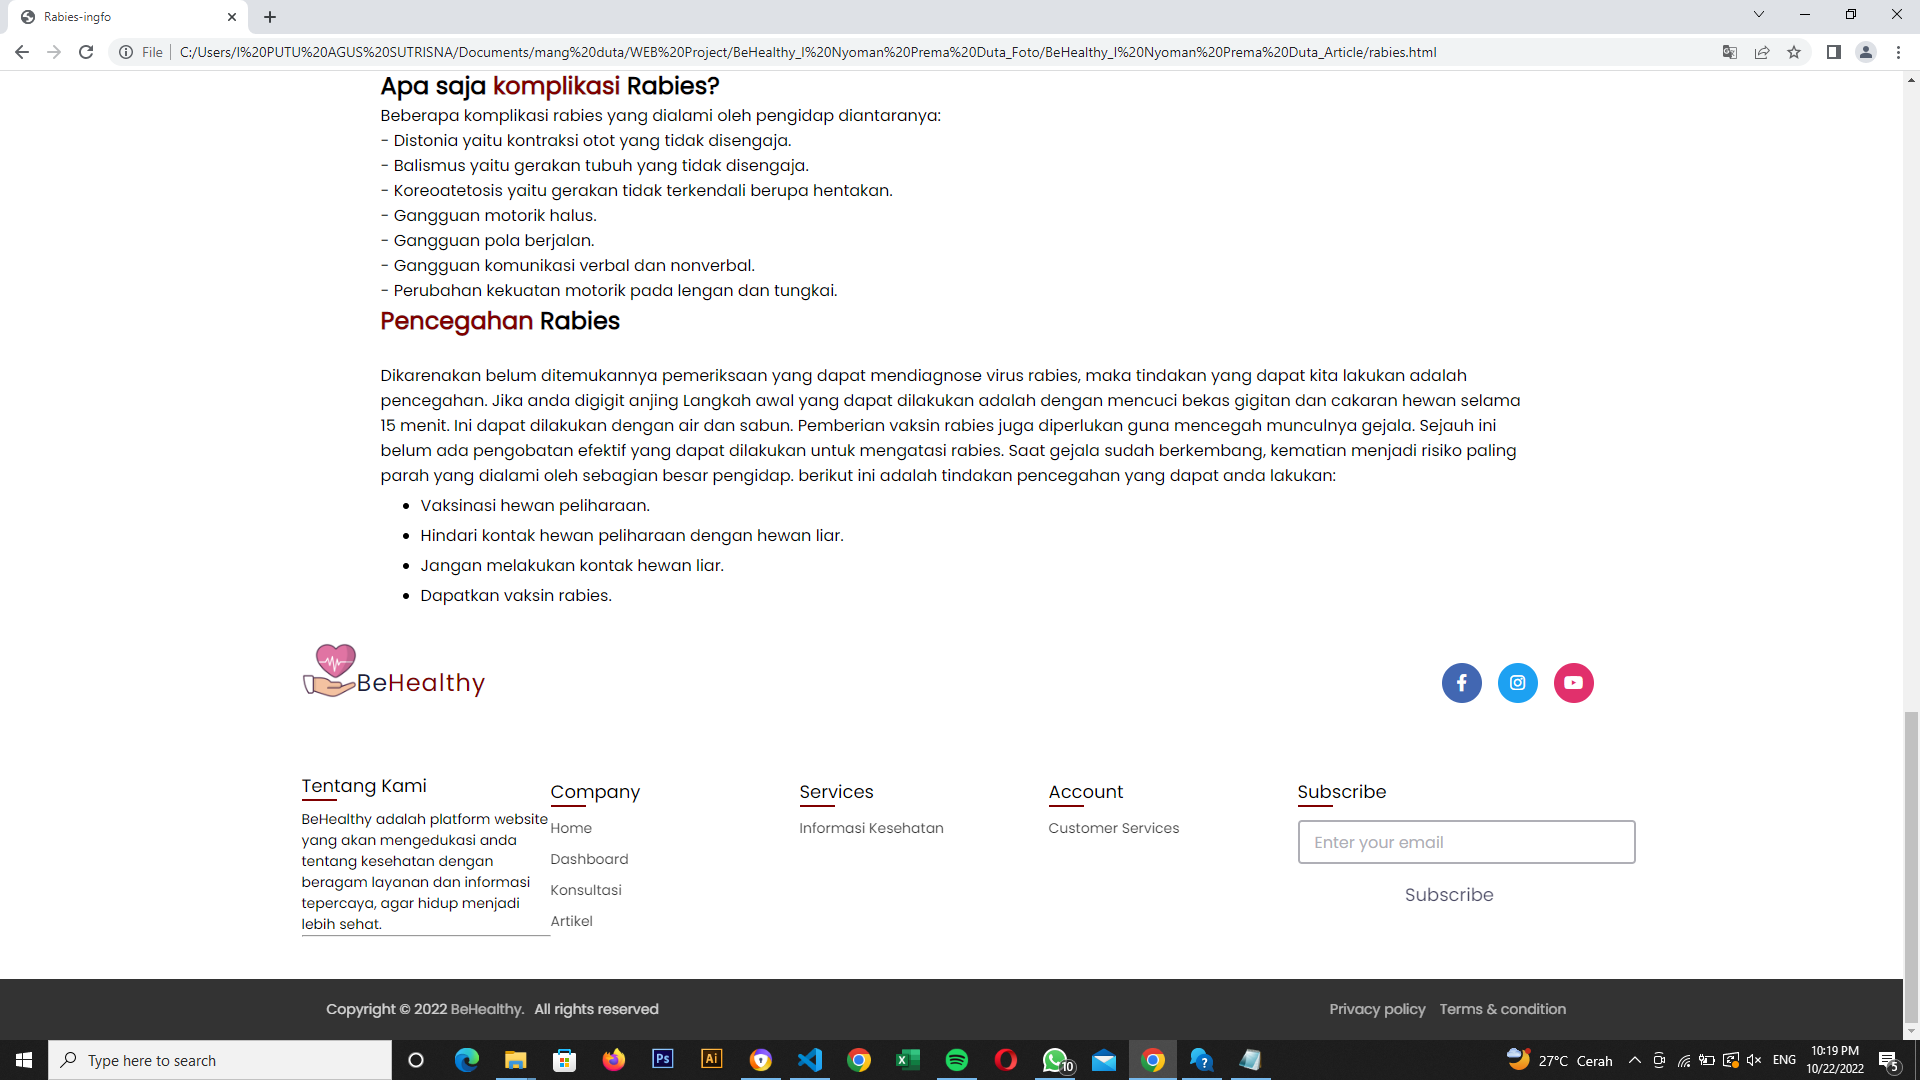 Rabies-ingfo
File
C:/Users/I%20PUTU%20AGUS%20SUTRISNA/Documents/mang%20duta/WEB%20Project/BeHealthy_I%20Nyoman%20Prema%20Duta_Foto/BeHealthy_I%20Nyoman%20Prema%20Duta_Article/rabies.html
Apa saja komplikasi Rabies?
Beberapa komplikasi rabies yang dialami oleh pengidap diantaranya:
- Distonia yaitu kontraksi otot yang tidak disengaja.
- Balismus yaitu gerakan tubuh yang tidak disengaja.
- Koreoatetosis yaitu gerakan tidak terkendali berupa hentakan.
- Gangguan motorik halus.
- Gangguan pola berjalan.
- Gangguan komunikasi verbal dan nonverbal.
- Perubahan kekuatan motorik pada lengan dan tungkai.
Pencegahan Rabies
Dikarenakan belum ditemukannya pemeriksaan yang dapat mendiagnose virus rabies, maka tindakan yang dapat kita lakukan adalah
pencegahan. Jika anda digigit anjing Langkah awal yang dapat dilakukan adalah dengan mencuci bekas gigitan dan cakaran hewan selama
15 menit. Ini dapat dilakukan dengan air dan sabun. Pemberian vaksin rabies juga diperlukan guna mencegah munculnya gejala. Sejauh ini
belum ada pengobatan efektif yang dapat dilakukan untuk mengatasi rabies. Saat gejala sudah berkembang, kematian menjadi risiko paling
parah yang dialami oleh sebagian besar pengidap. berikut ini adalah tindakan pencegahan yang dapat anda lakukan:
• Vaksinasi hewan peliharaan.
• Hindari kontak hewan peliharaan dengan hewan liar.
• Jangan melakukan kontak hewan liar.
• Dapatkan vaksin rabies.
BeHealthy
Tentang Kami
BeHealthy adalah platform website
yang akan mengedukasi anda
tentang kesehatan dengan
beragam layanan dan informasi
tepercaya, agar hidup menjadi
lebih sehat.
Company
Home
Dashboard
Konsultasi
Artikel
Services
Informasi Kesehatan
Account
Customer Services
Subscribe
Enter your email
Subscribe
Copyright © 2022 BeHealthy. All rights reserved
Privacy policy Terms & condition
Type here to search
Ps
Ai
10
27°C Cerah
ENG
10:19 PM
10/22/2022
5